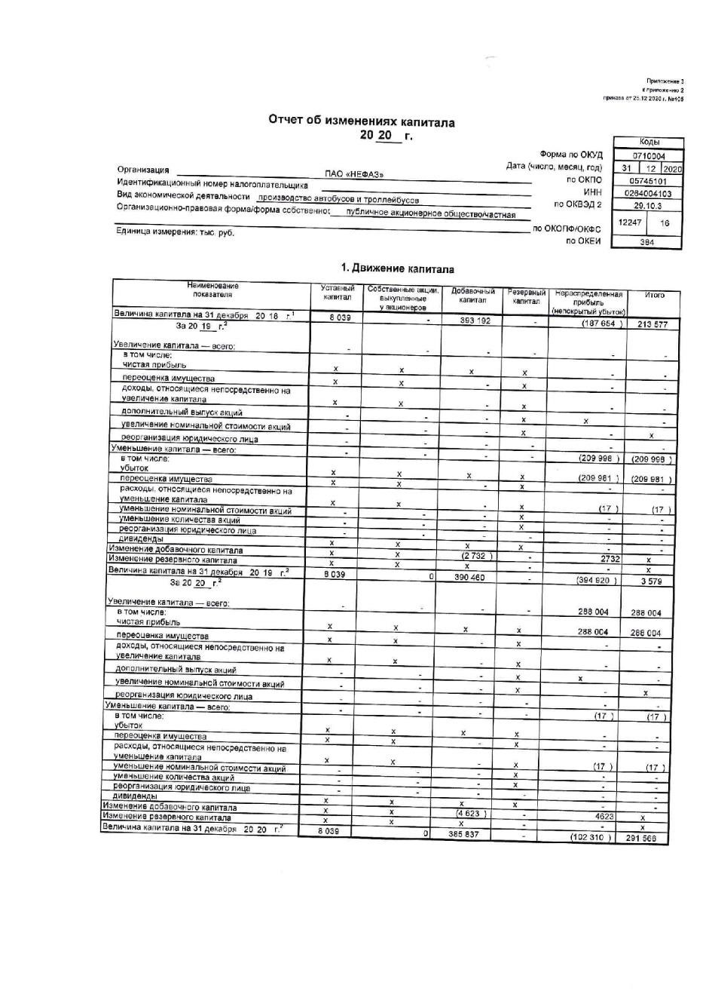 Приложение 3
к приложению 2
приказа от 25.12 2020 г. №105
Отчет об изменениях капитала
20 20 г.
Коды
Форма по ОКУД 0710004
Дата (число, месяц, год) 31 12 2020
Организация ПАО «НЕФАЗ» по ОКПО 05745101
Идентификационный номер налогоплательщика ИНН 0264004103
Вид экономической деятельности производство автобусов и троллейбусов по ОКВЭД 2 29.10.3
Организационно-правовая форма/форма собственнос публичное акционерное общество/частная
по ОКОПФ/ОКФС 12247 16
Единица измерения: тыс. руб. по ОКЕИ 384
1. Движение капитала
Наименование показателя Уставный капитал Собственные акции, выкупленные у акционеров Добавочный капитал Резервный капитал Нераспределенная прибыль (непокрытый убыток) Итого
Величина капитала на 31 декабря 20 18 г.1 8 039 - 393 192 - (187 654 ) 213 577
За 20 19 г.2
Увеличение капитала — всего: - - - - - -
в том числе:
чистая прибыль х х х х - -
переоценка имущества х х - х - -
доходы, относящиеся непосредственно на
увеличение капитала х х - х - -
дополнительный выпуск акций - - - х х -
увеличение номинальной стоимости акций - - - х - х
реорганизация юридического лица - - - - - -
Уменьшение капитала — всего: - - - - (209 998 ) (209 998 )
в том числе:
убыток х х х х (209 981 ) (209 981 )
переоценка имущества х х - х - -
расходы, относящиеся непосредственно на
уменьшение капитала х х - х (17 ) (17 )
уменьшение номинальной стоимости акций - - - х - -
уменьшение количества акций - - - х - -
реорганизация юридического лица - - - - - -
дивиденды х х х х - -
Изменение добавочного капитала х х (2 732 ) - 2732 х
Изменение резервного капитала х х х - - х
Величина капитала на 31 декабря 20 19 г.2 8 039 0 390 460 - (394 920 ) 3 579
За 20 20 г.2
Увеличение капитала — всего: - - - - 288 004 288 004
в том числе:
чистая прибыль х х х х 288 004 288 004
переоценка имущества х х - х - -
доходы, относящиеся непосредственно на
увеличение капитала х х - х - -
дополнительный выпуск акций - - - х х -
увеличение номинальной стоимости акций - - - х - х
реорганизация юридического лица - - - - - -
Уменьшение капитала — всего: - - - - (17 ) (17 )
в том числе:
убыток х х х х - -
переоценка имущества х х - х - -
расходы, относящиеся непосредственно на
уменьшение капитала х х - х (17 ) (17 )
уменьшение номинальной стоимости акций - - - х - -
уменьшение количества акций - - - х - -
реорганизация юридического лица - - - - - -
дивиденды х х х х - -
Изменение добавочного капитала х х (4 623 ) - 4623 х
Изменение резервного капитала х х х - - х
Величина капитала на 31 декабря 20 20 г.2 8 039 0 385 837 - (102 310 ) 291 566